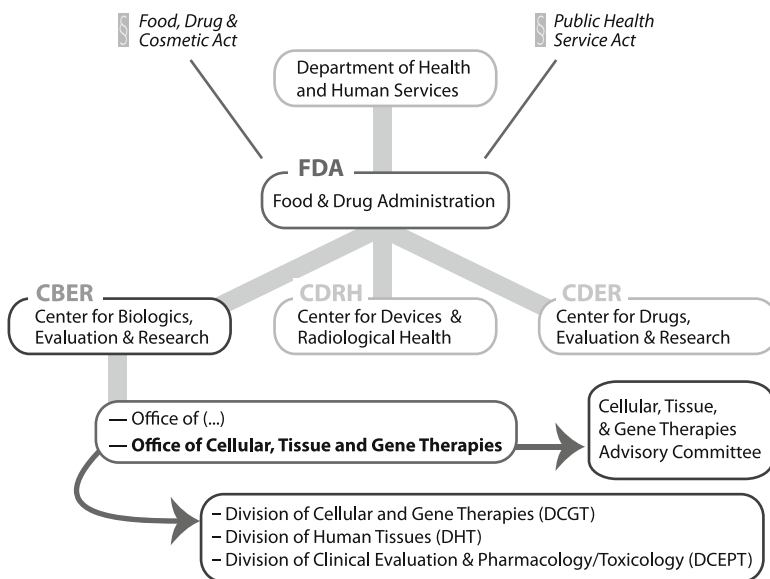 § Food, Drug &
Cosmetic Act
§ Public Health
Service Act
Department of Health
and Human Services
FDA
Food & Drug Administration
CBER
Center for Biologics,
Evaluation & Research
CDRH
Center for Devices &
Radiological Health
CDER
Center for Drugs,
Evaluation & Research
— Office of (...)
— Office of Cellular, Tissue and Gene Therapies
Cellular, Tissue,
& Gene Therapies
Advisory Committee
– Division of Cellular and Gene Therapies (DCGT)
– Division of Human Tissues (DHT)
– Division of Clinical Evaluation & Pharmacology/Toxicology (DCEPT)